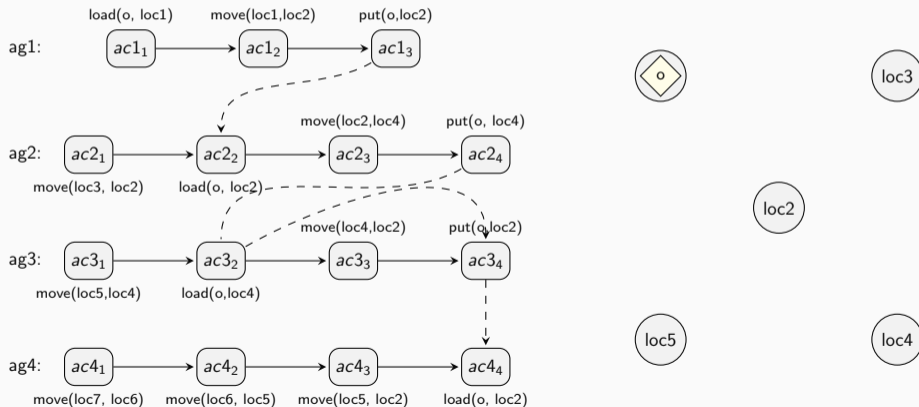 load(o, loc1) move(loc1,loc2) put(o,loc2)
ag1: ac1₁ ac1₂ ac1₃
o loc3
move(loc2,loc4) put(o, loc4)
ag2: ac2₁ ac2₂ ac2₃ ac2₄
move(loc3, loc2) load(o, loc2)
loc2
move(loc4,loc2) put(o,loc2)
ag3: ac3₁ ac3₂ ac3₃ ac3₄
move(loc5,loc4) load(o,loc4)
loc5 loc4
ag4: ac4₁ ac4₂ ac4₃ ac4₄
move(loc7, loc6) move(loc6, loc5) move(loc5, loc2) load(o, loc2)